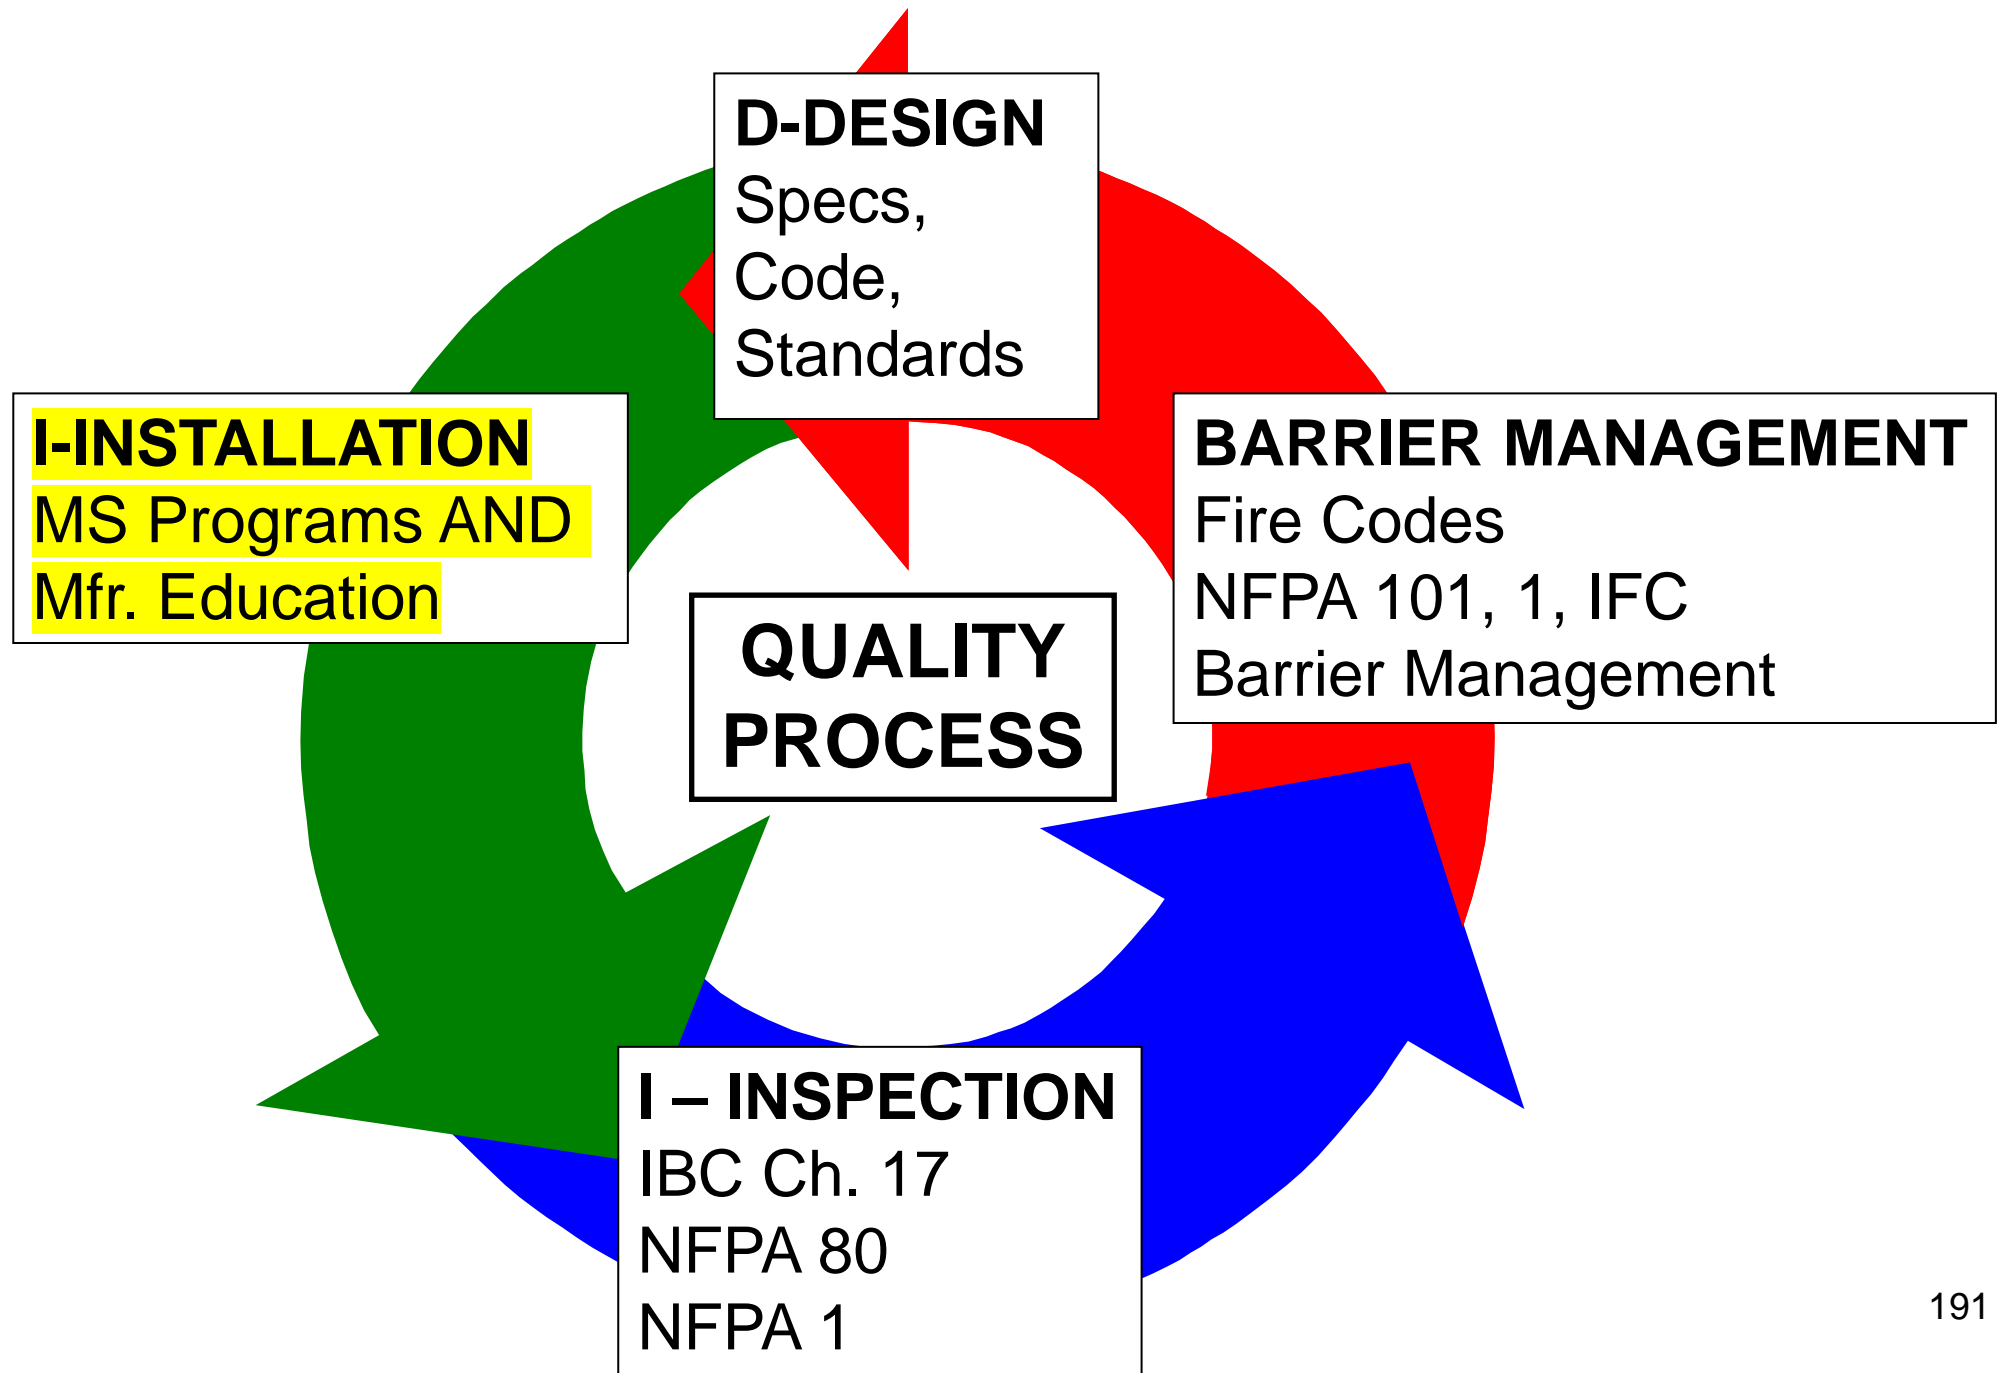 D-DESIGN
Specs,
Code,
Standards
I-INSTALLATION
MS Programs AND
Mfr. Education
BARRIER MANAGEMENT
Fire Codes
NFPA 101, 1, IFC
Barrier Management
QUALITY
PROCESS
I – INSPECTION
IBC Ch. 17
NFPA 80
NFPA 1
191